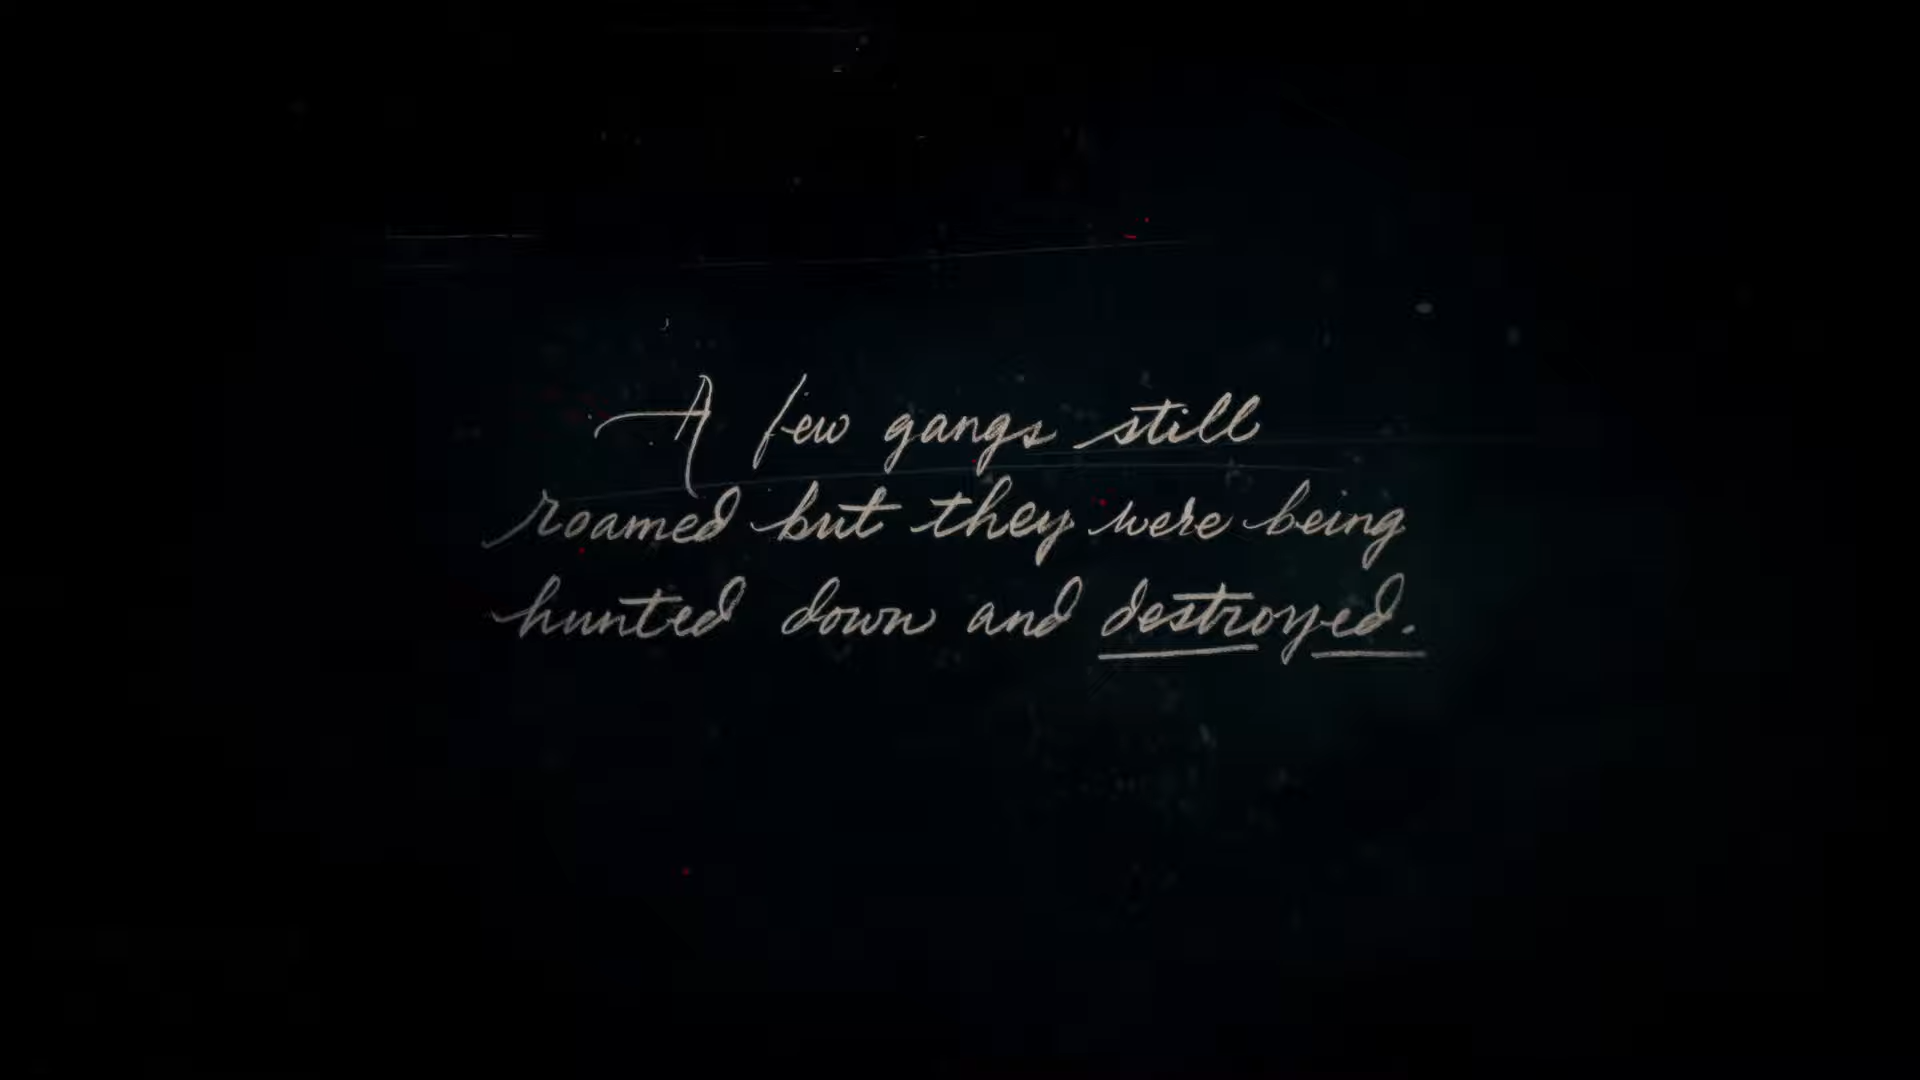 A few gangs still
roamed but they were being
hunted down and destroyed.